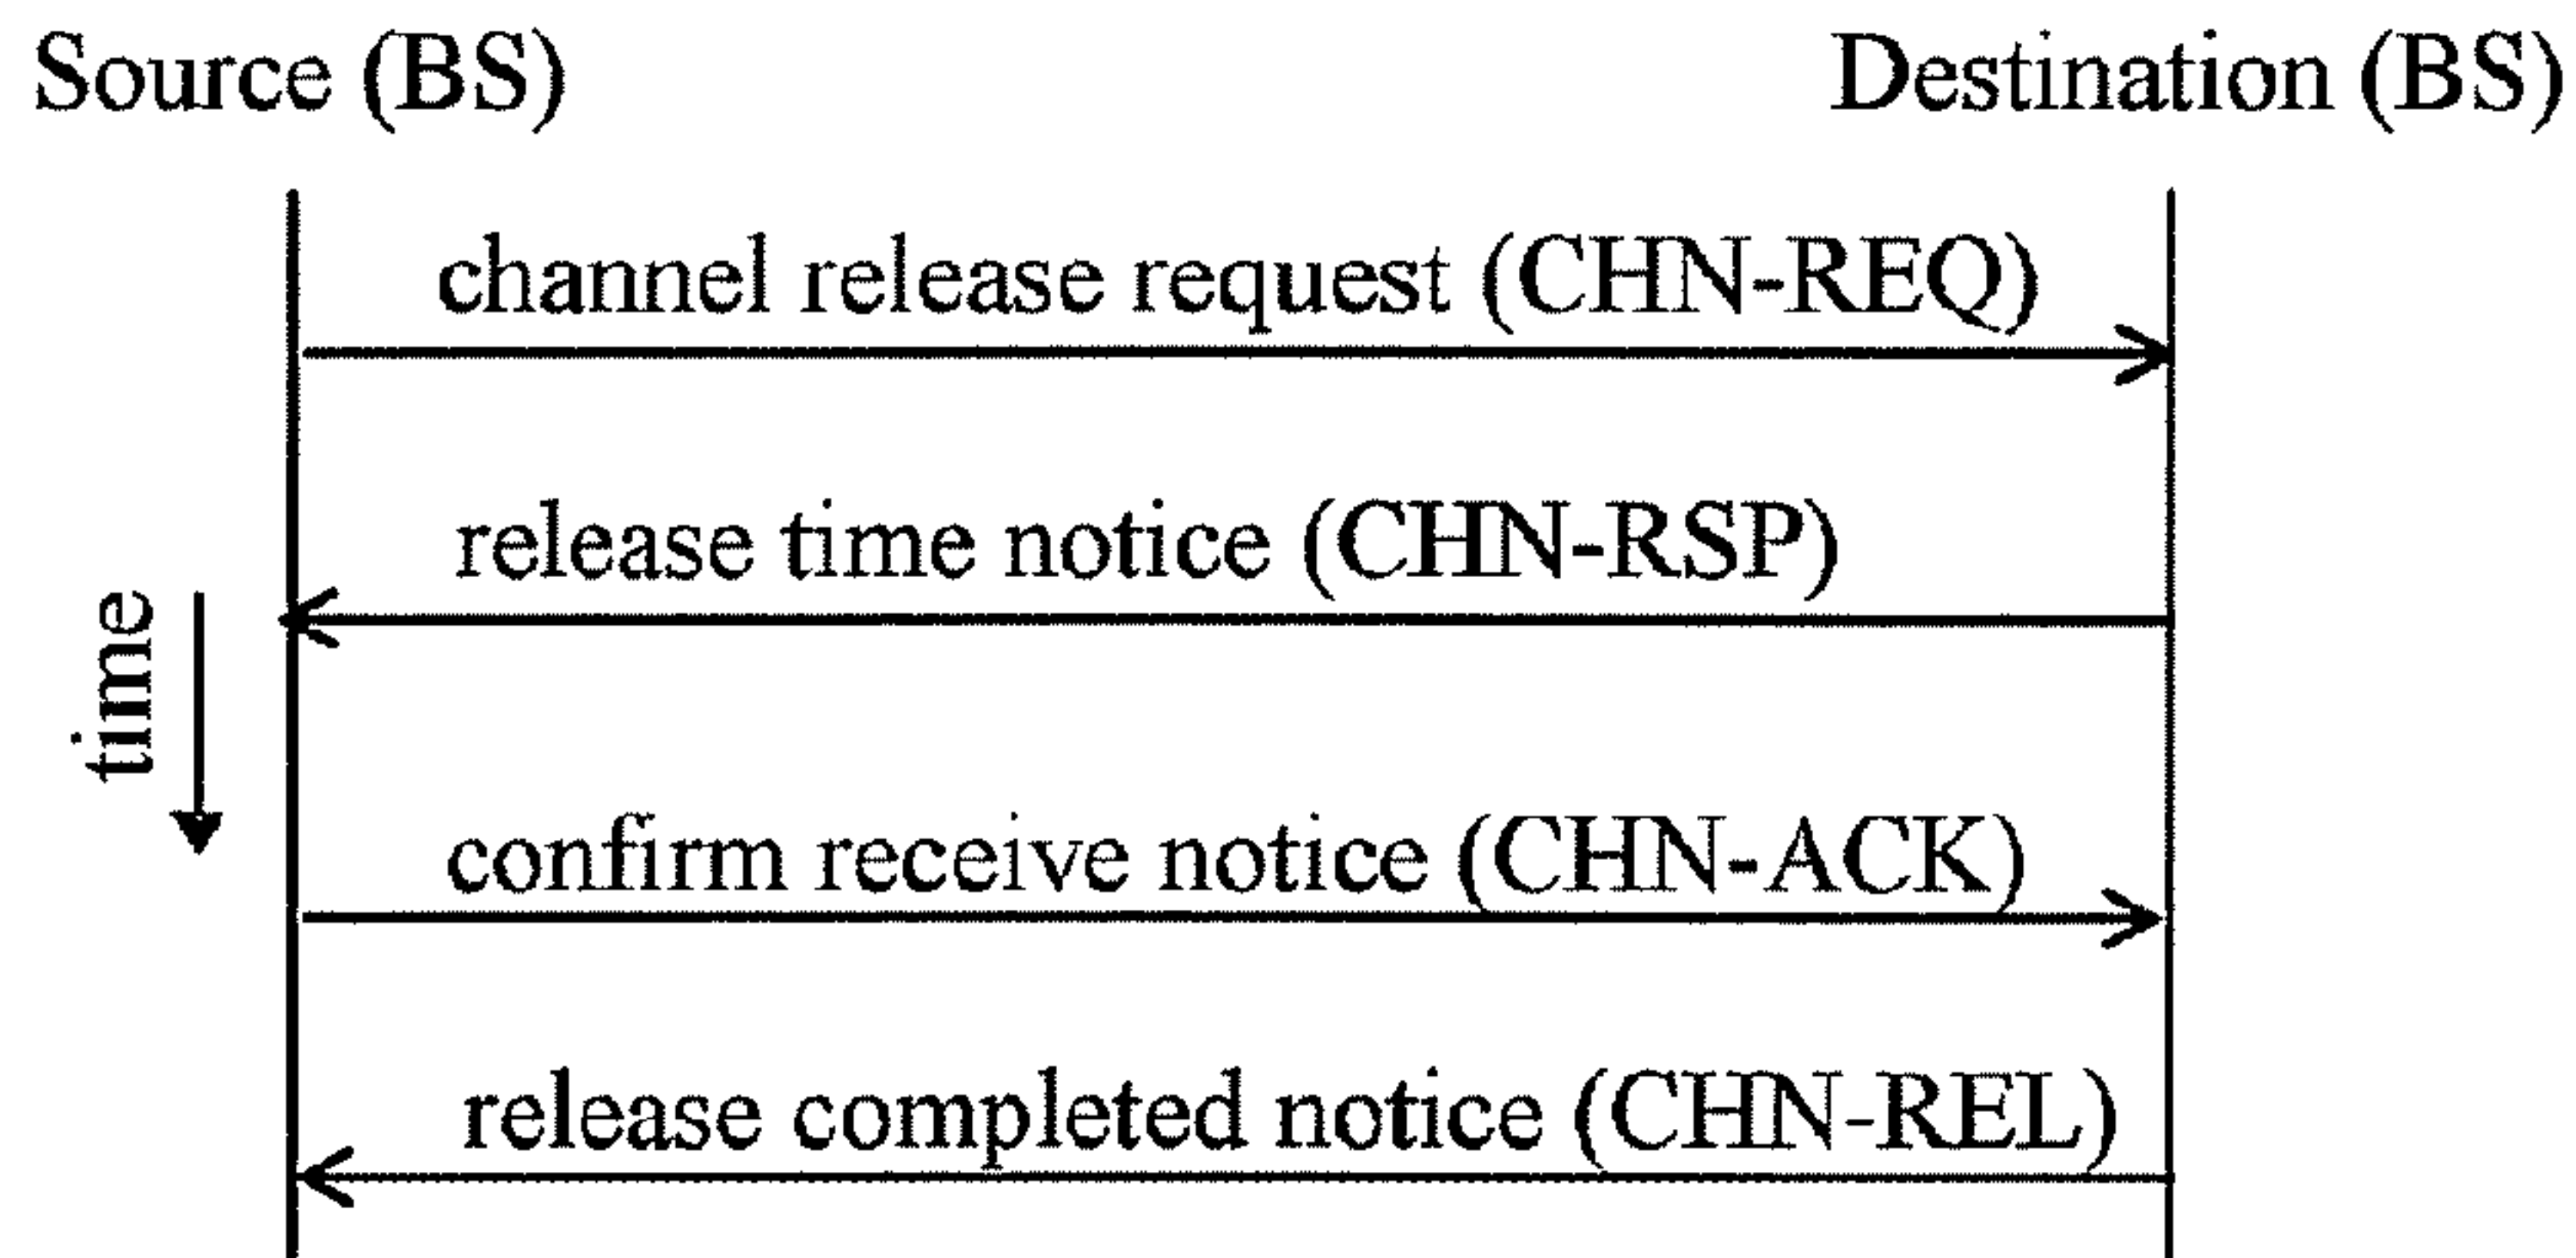 Source (BS)
Destination (BS)
channel release request (CHN-REQ)
release time notice (CHN-RSP)
time
confirm receive notice (CHN-ACK)
release completed notice (CHN-REL)